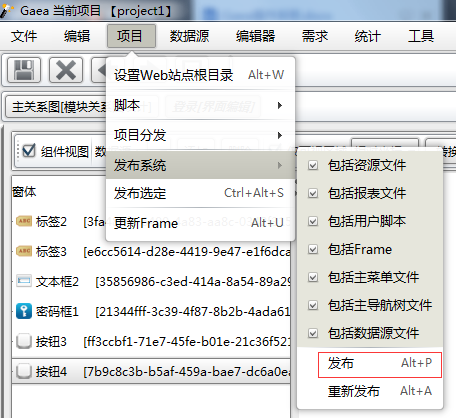 Gaea 当前项目 【project1】
文件 编辑 项目 数据源 编辑器 需求 统计 工具
设置Web站点根目录 Alt+W
脚本
项目分发
发布系统
发布选定 Ctrl+Alt+S
更新Frame Alt+U
主关系图[模块关系
组件视图
窗体
标签2
标签3 [e6cc5614-d28e-4419-9e47-e1f6dca
文本框2 [35856986-c3ed-414a-8a54-89a29
密码框1 [21344fff-3c39-4f87-8b2b-4ada61
按钮3 [ff3ccbf1-71e7-45fe-b01e-21c36f521
按钮4 [7b9c8c3b-b5af-459a-bae7-dc6a0ea
包括资源文件
包括报表文件
包括用户脚本
包括Frame
包括主菜单文件
包括主导航树文件
包括数据源文件
发布 Alt+P
重新发布 Alt+A